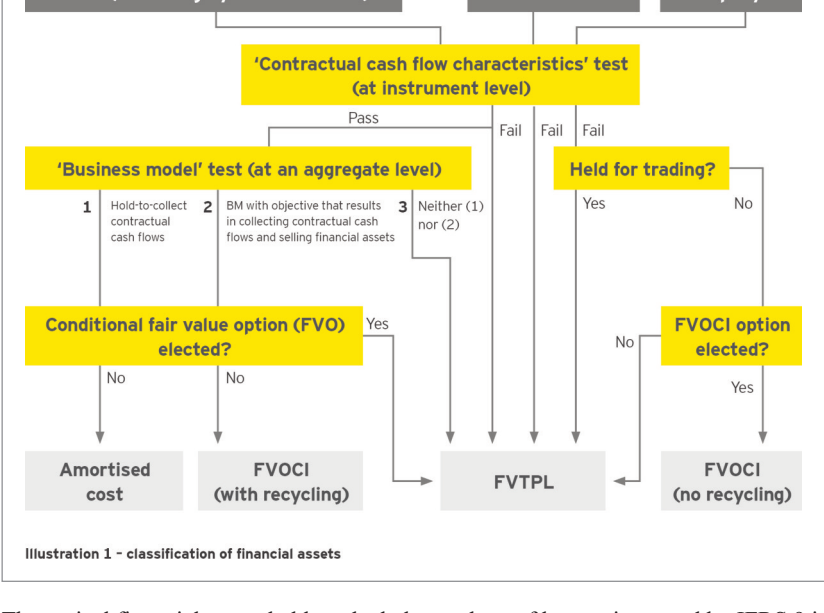 'Contractual cash flow characteristics' test
(at instrument level)
Pass
Fail
Fail
Fail
'Business model' test (at an aggregate level)
Held for trading?
1
Hold-to-collect
contractual
cash flows
2
BM with objective that results
in collecting contractual cash
flows and selling financial assets
3
Neither (1)
nor (2)
Yes
No
Conditional fair value option (FVO)
elected?
Yes
FVOCI option
elected?
No
No
No
Yes
Amortised
cost
FVOCI
(with recycling)
FVTPL
FVOCI
(no recycling)
Illustration 1 – classification of financial assets